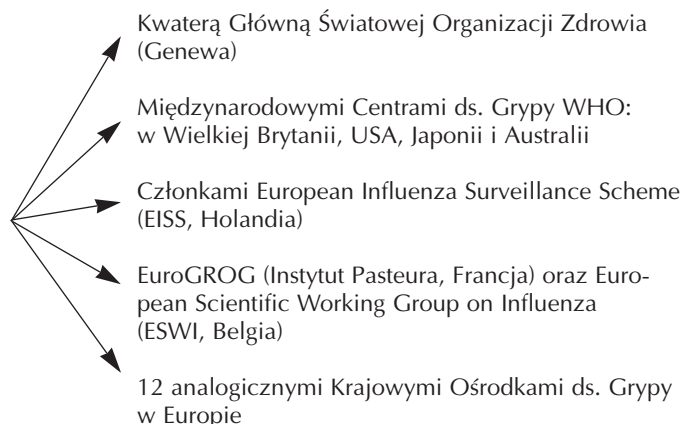 Kwaterą Główną Światowej Organizacji Zdrowia
(Genewa)
Międzynarodowymi Centrami ds. Grypy WHO:
w Wielkiej Brytanii, USA, Japonii i Australii
Członkami European Influenza Surveillance Scheme
(EISS, Holandia)
EuroGROG (Instytut Pasteura, Francja) oraz Euro-
pean Scientific Working Group on Influenza
(ESWI, Belgia)
12 analogicznymi Krajowymi Ośrodkami ds. Grypy
w Europie